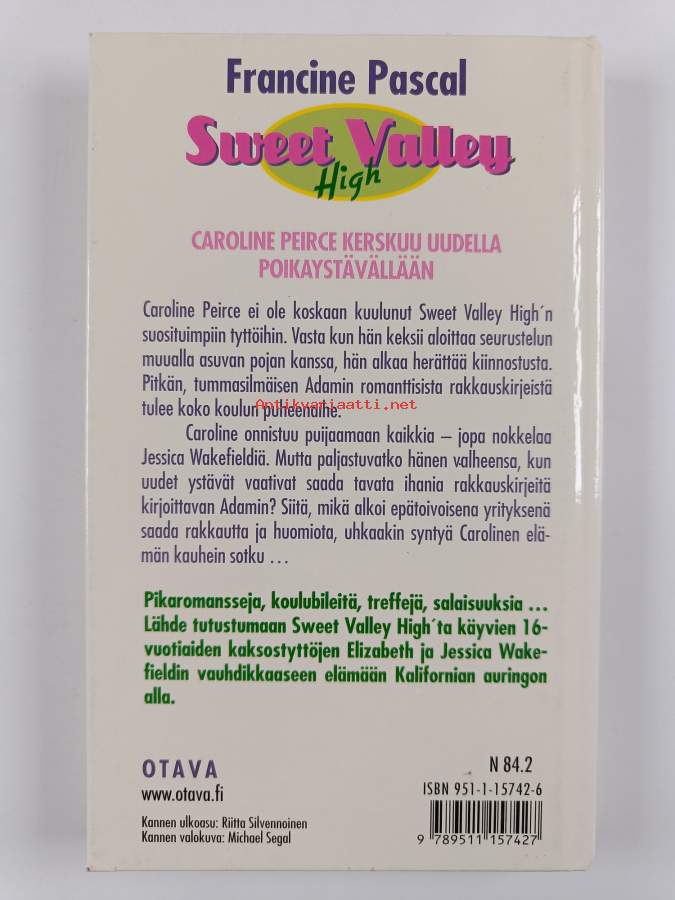 Francine Pascal
Sweet Valley
High
CAROLINE PEIRCE KERSKUU UUDELLA
POIKAYSTÄVÄLLÄÄN
Caroline Peirce ei ole koskaan kuulunut Sweet Valley High´n
suosituimpiin tyttöihin. Vasta kun hän keksii aloittaa seurustelun
muualla asuvan pojan kanssa, hän alkaa herättää kiinnostusta.
Pitkän, tummasilmäisen Adamin romanttisista rakkauskirjeistä
Antikvariaatti.net
tulee koko koulun puheenaihe.
Caroline onnistuu puijaamaan kaikkia – jopa nokkelaa
Jessica Wakefieldiä. Mutta paljastuvatko hänen valheensa, kun
uudet ystävät vaativat saada tavata ihania rakkauskirjeitä
kirjoittavan Adamin? Siitä, mikä alkoi epätoivoisena yrityksenä
saada rakkautta ja huomiota, uhkaakin syntyä Carolinen elä-
män kauhein sotku ...
Pikaromansseja, koulubileitä, treffejä, salaisuuksia ...
Lähde tutustumaan Sweet Valley High´ta käyvien 16-
vuotiaiden kaksostyttöjen Elizabeth ja Jessica Wake-
fieldin vauhdikkaaseen elämään Kalifornian auringon
alla.
OTAVA
www.otava.fi
Kannen ulkoasu: Riitta Silvennoinen
Kannen valokuva: Michael Segal
N 84.2
ISBN 951-1-15742-6
9 789511 157427